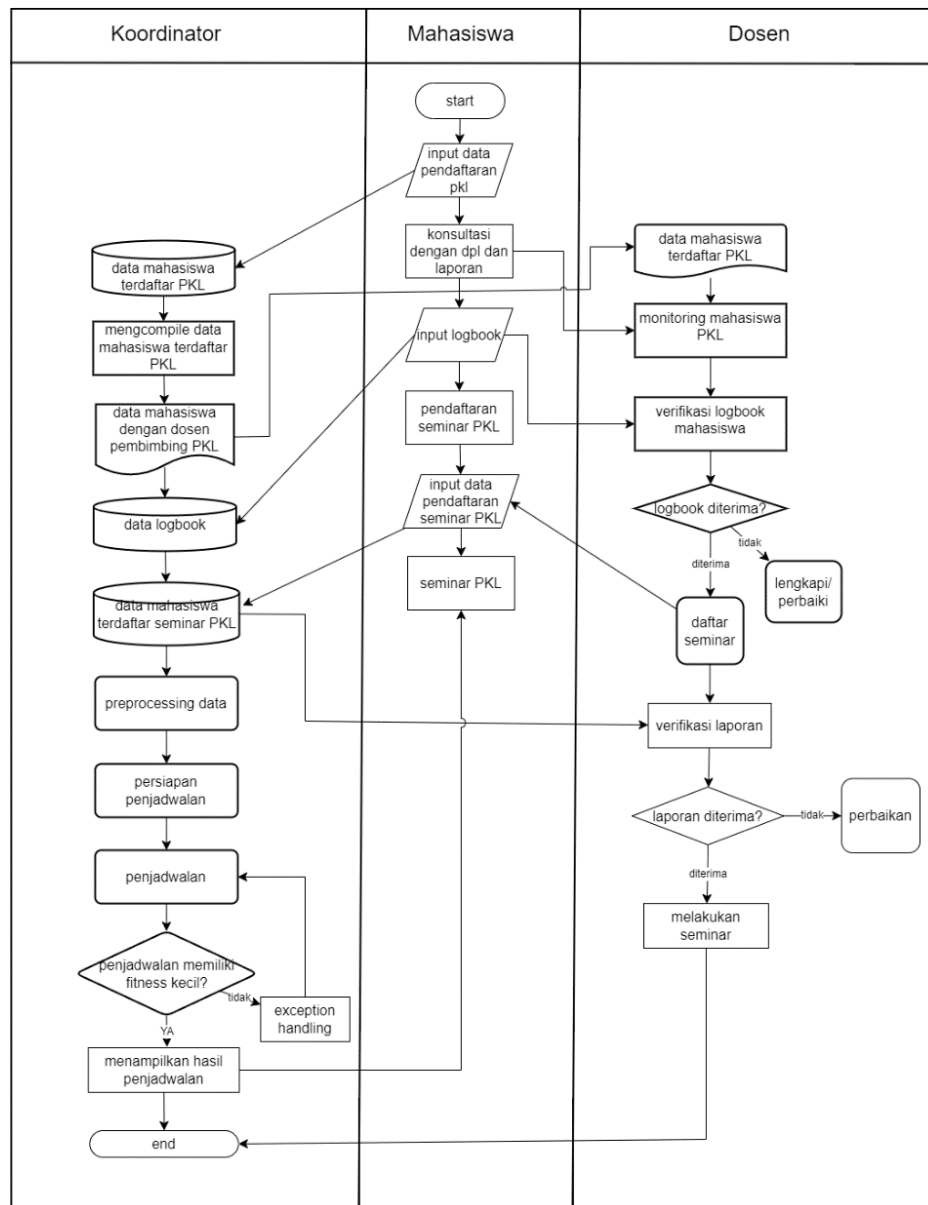 Koordinator
Mahasiswa
Dosen
start
input data
pendaftaran
pkl
konsultasi
dengan dpl dan
laporan
input logbook
pendaftaran
seminar PKL
input data
pendaftaran
seminar PKL
seminar PKL
data mahasiswa
terdaftar PKL
mengcompile data
mahasiswa terdaftar
PKL
data mahasiswa
dengan dosen
pembimbing PKL
data logbook
data mahasiswa
terdaftar seminar PKL
preprocessing data
persiapan
penjadwalan
penjadwalan
penjadwalan memiliki
fitness kecil?
tidak
exception
handling
YA
menampilkan hasil
penjadwalan
end
data mahasiswa
terdaftar PKL
monitoring mahasiswa
PKL
verifikasi logbook
mahasiswa
logbook diterima?
tidak
diterima
lengkapi/
perbaiki
daftar
seminar
verifikasi laporan
laporan diterima?
tidak
perbaikan
diterima
melakukan
seminar